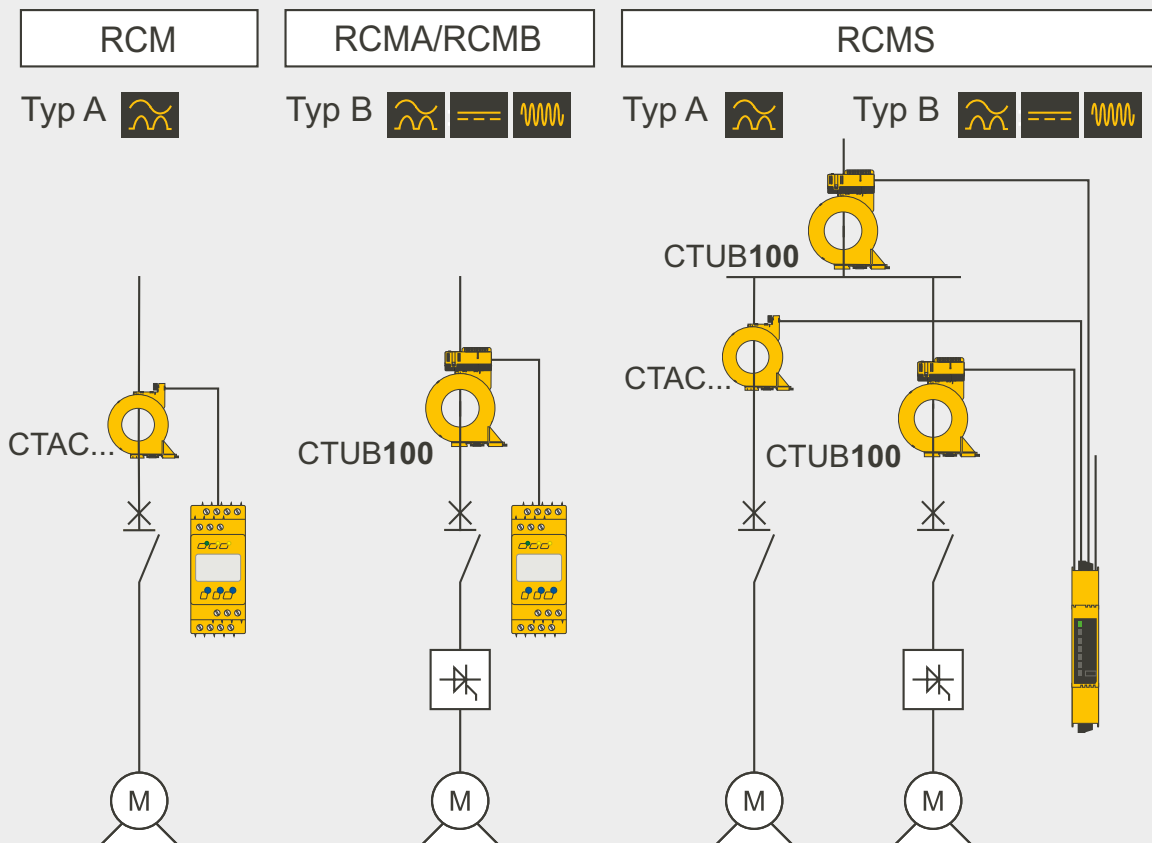 RCM
RCMA/RCMB
RCMS
Typ A
Typ B
Typ A
Typ B
CTUB100
CTAC...
CTAC...
CTUB100
CTUB100
M
M
M
M